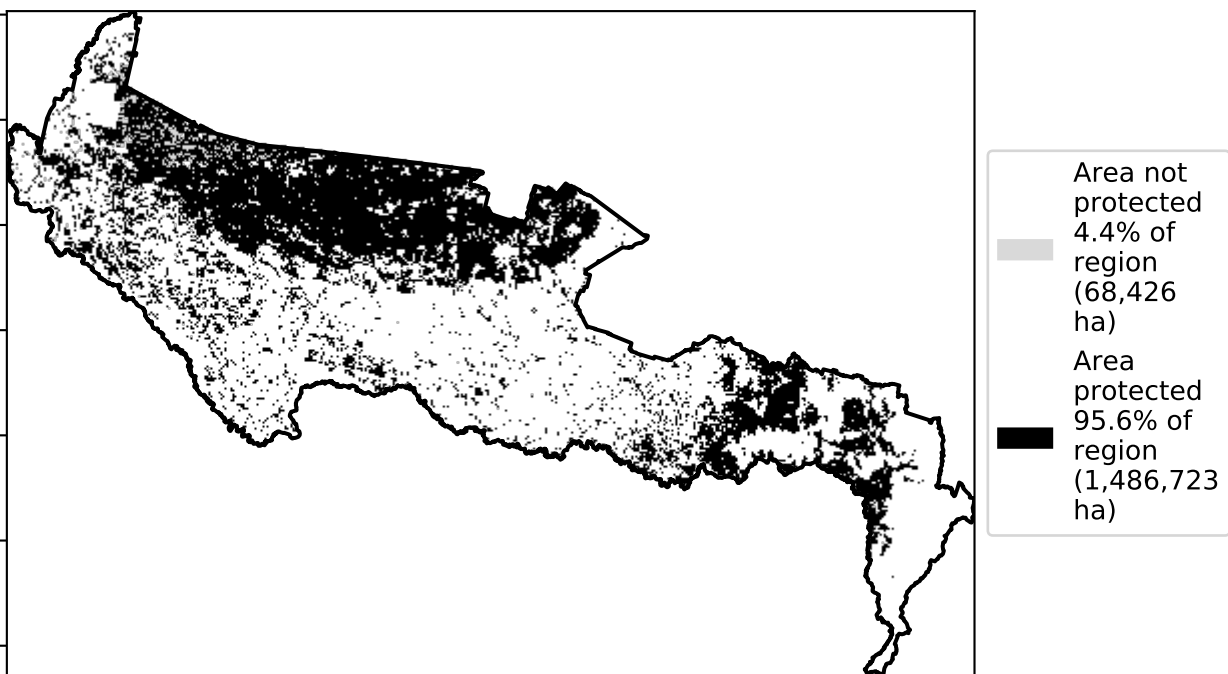 Area not
protected
4.4% of
region
(68,426
ha)
Area
protected
95.6% of
region
(1,486,723
ha)